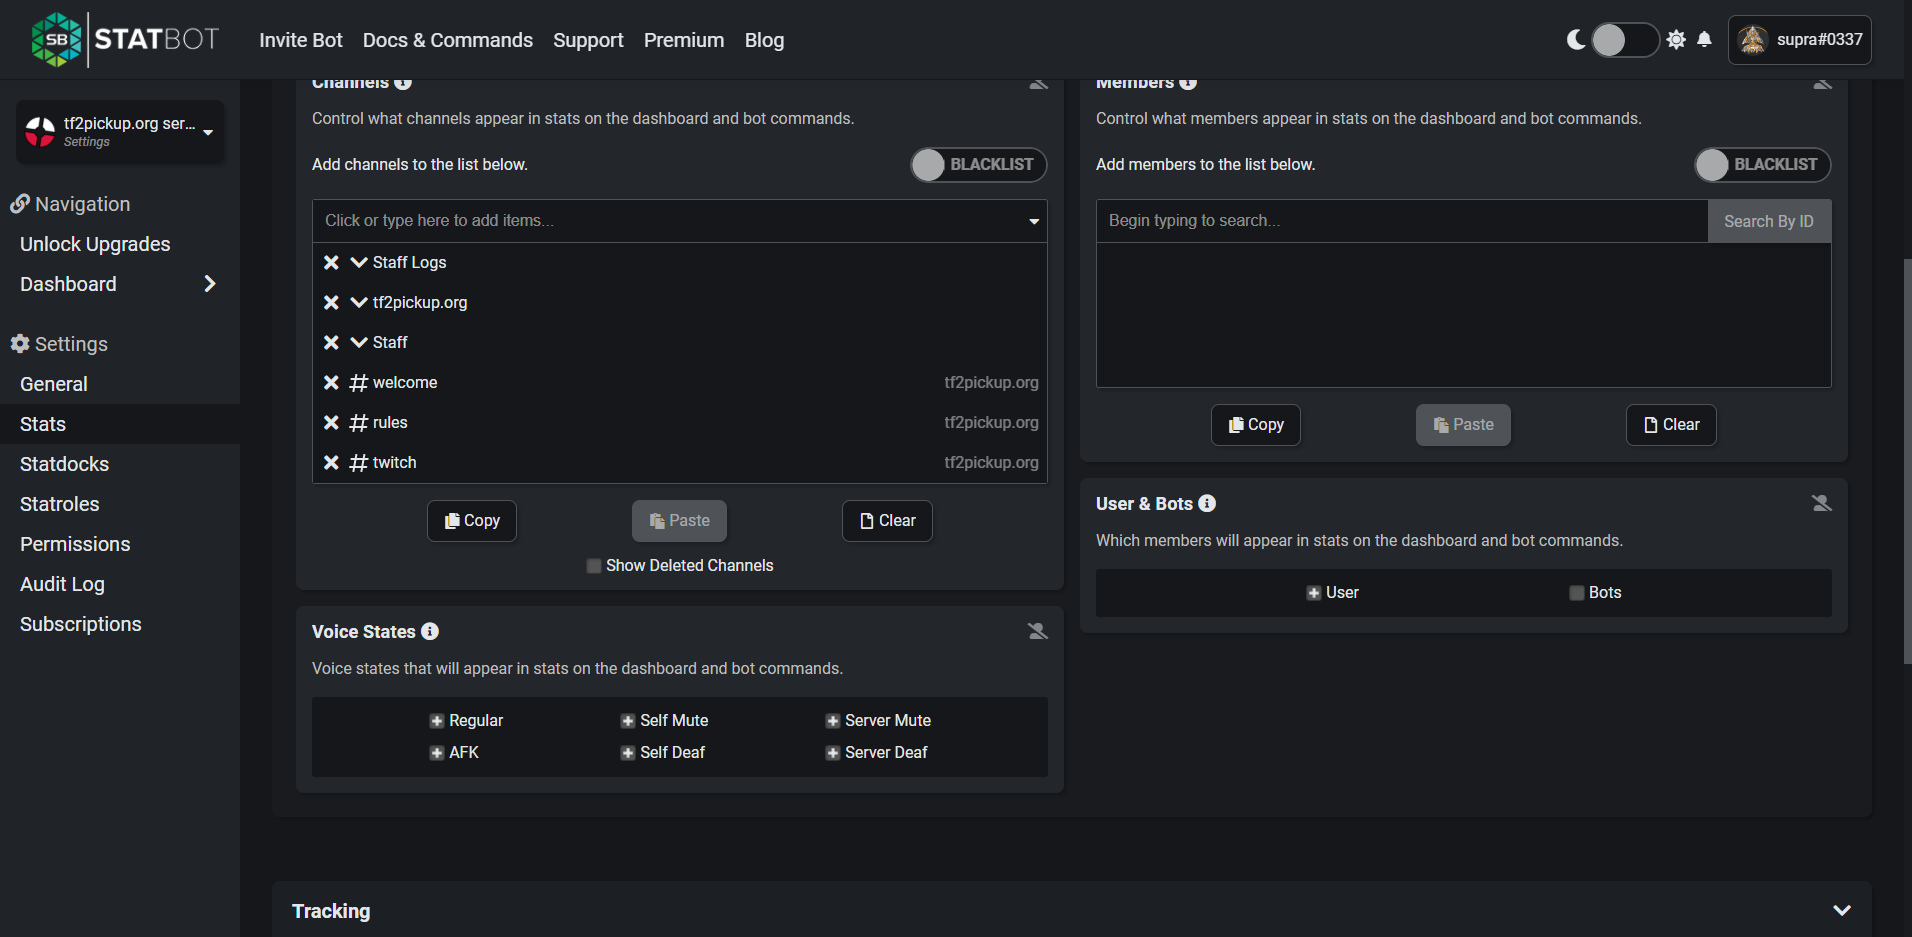 SB STATBOT
Invite Bot
Docs & Commands
Support
Premium
Blog
supra#0337
tf2pickup.org ser...
Settings
Navigation
Unlock Upgrades
Dashboard
Settings
General
Stats
Statdocks
Statroles
Permissions
Audit Log
Subscriptions
Channels
Control what channels appear in stats on the dashboard and bot commands.
Add channels to the list below.
BLACKLIST
Click or type here to add items...
Staff Logs
tf2pickup.org
Staff
# welcome tf2pickup.org
# rules tf2pickup.org
# twitch tf2pickup.org
Copy
Paste
Clear
Show Deleted Channels
Voice States
Voice states that will appear in stats on the dashboard and bot commands.
Regular
Self Mute
Server Mute
AFK
Self Deaf
Server Deaf
Members
Control what members appear in stats on the dashboard and bot commands.
Add members to the list below.
BLACKLIST
Begin typing to search...
Search By ID
Copy
Paste
Clear
User & Bots
Which members will appear in stats on the dashboard and bot commands.
User
Bots
Tracking